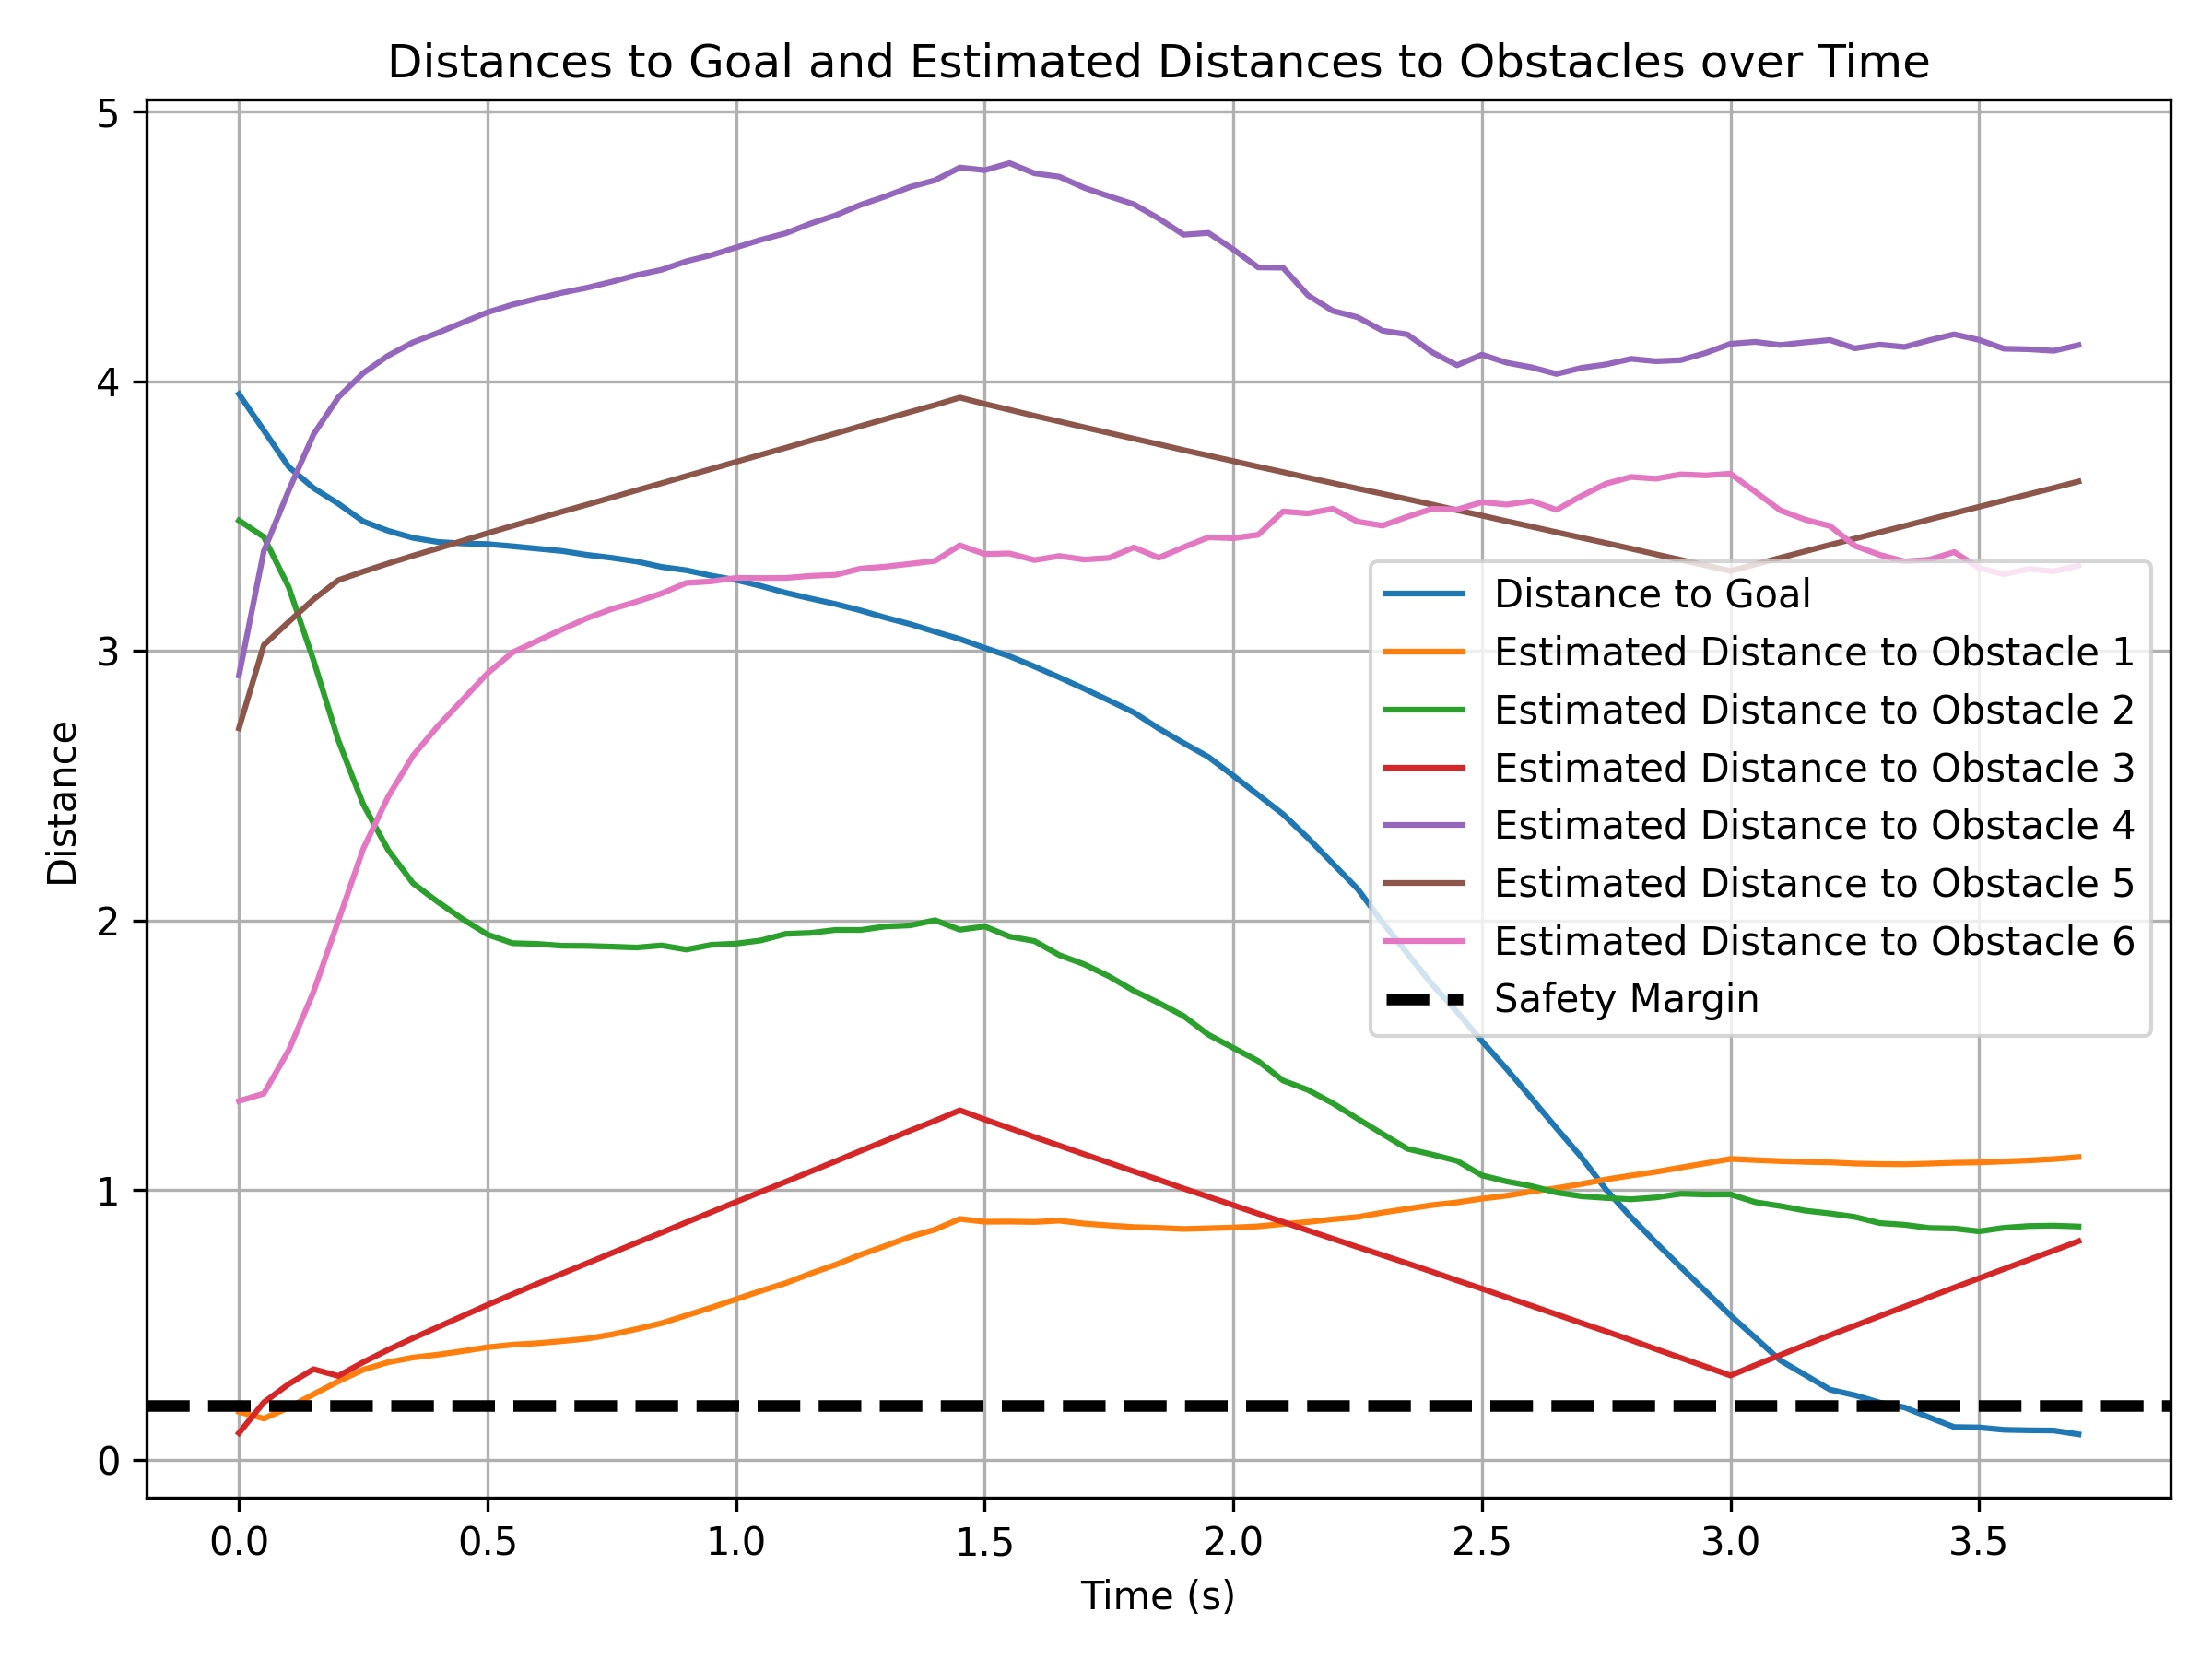 Distances to Goal and Estimated Distances to Obstacles over Time
5
4
3
2
1
0
Distance
Distance to Goal
Estimated Distance to Obstacle 1
Estimated Distance to Obstacle 2
Estimated Distance to Obstacle 3
Estimated Distance to Obstacle 4
Estimated Distance to Obstacle 5
Estimated Distance to Obstacle 6
Safety Margin
0.0 0.5 1.0 1.5 2.0 2.5 3.0 3.5
Time (s)